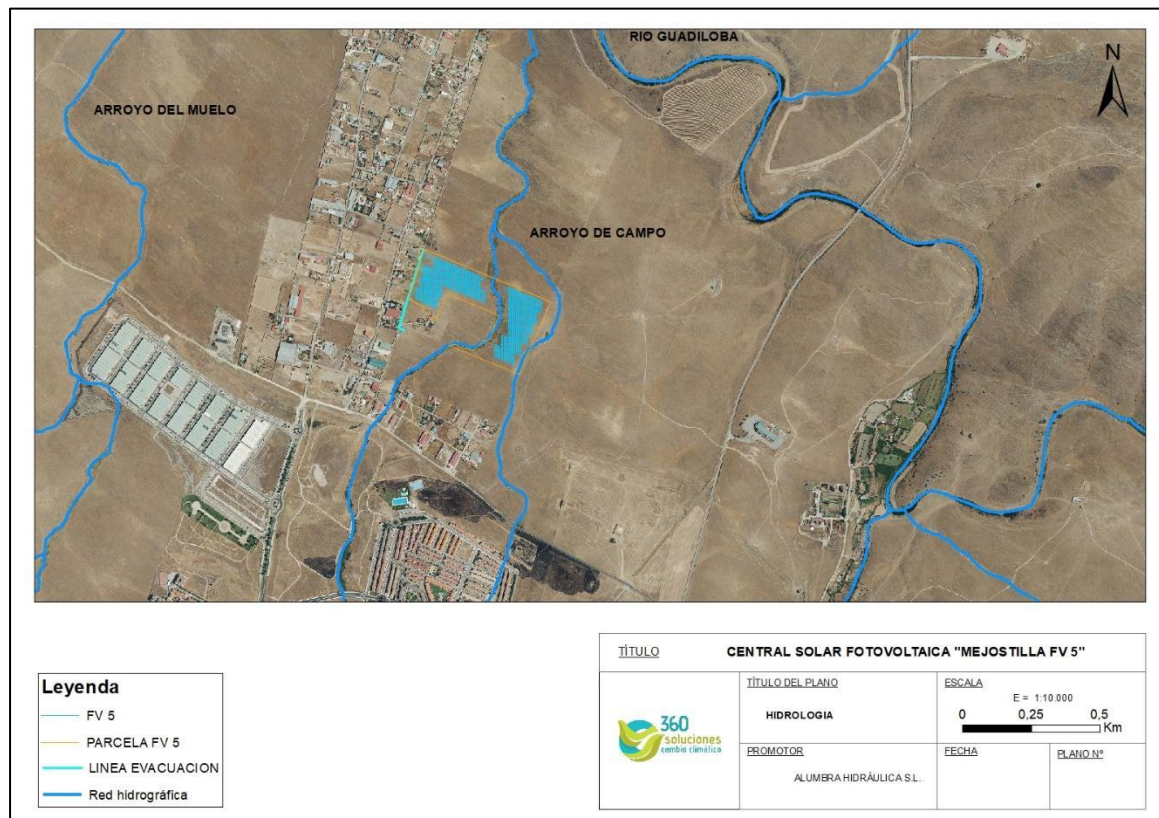 RIO GUADILOBA
N
ARROYO DEL MUELO
ARROYO DE CAMPO
TÍTULO
CENTRAL SOLAR FOTOVOLTAICA "MEJOSTILLA FV 5"
360
soluciones
cambio climático
TÍTULO DEL PLANO
HIDROLOGIA
ESCALA
E = 1:10.000
0 0,25 0,5
Km
PROMOTOR
ALUMBRA HIDRÁULICA S.L.
FECHA
PLANO Nº
Leyenda
FV 5
PARCELA FV 5
LINEA EVACUACION
Red hidrográfica